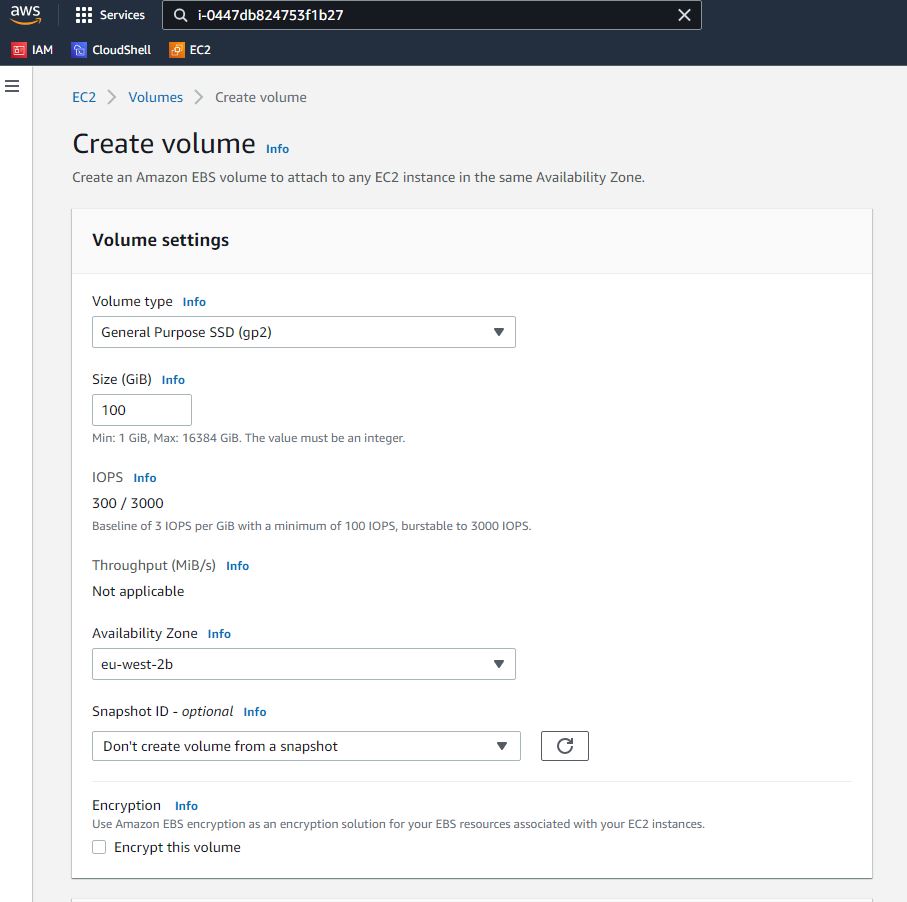 aws Services i-0447db824753f1b27
IAM CloudShell EC2
EC2 Volumes Create volume
Create volume Info
Create an Amazon EBS volume to attach to any EC2 instance in the same Availability Zone.
Volume settings
Volume type Info
General Purpose SSD (gp2)
Size (GiB) Info
100
Min: 1 GiB, Max: 16384 GiB. The value must be an integer.
IOPS Info
300 / 3000
Baseline of 3 IOPS per GiB with a minimum of 100 IOPS, burstable to 3000 IOPS.
Throughput (MiB/s) Info
Not applicable
Availability Zone Info
eu-west-2b
Snapshot ID - optional Info
Don't create volume from a snapshot
Encryption Info
Use Amazon EBS encryption as an encryption solution for your EBS resources associated with your EC2 instances.
Encrypt this volume